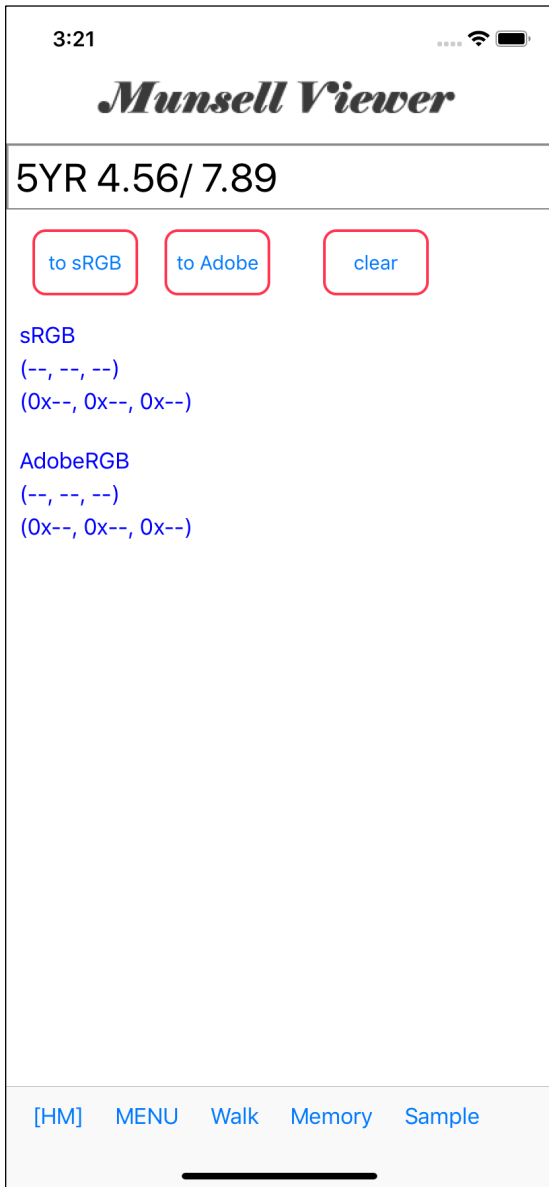 3:21
Munsell Viewer
5YR 4.56/ 7.89
to sRGB to Adobe clear
sRGB
(--, --, --)
(0x--, 0x--, 0x--)
AdobeRGB
(--, --, --)
(0x--, 0x--, 0x--)
[HM] MENU Walk Memory Sample